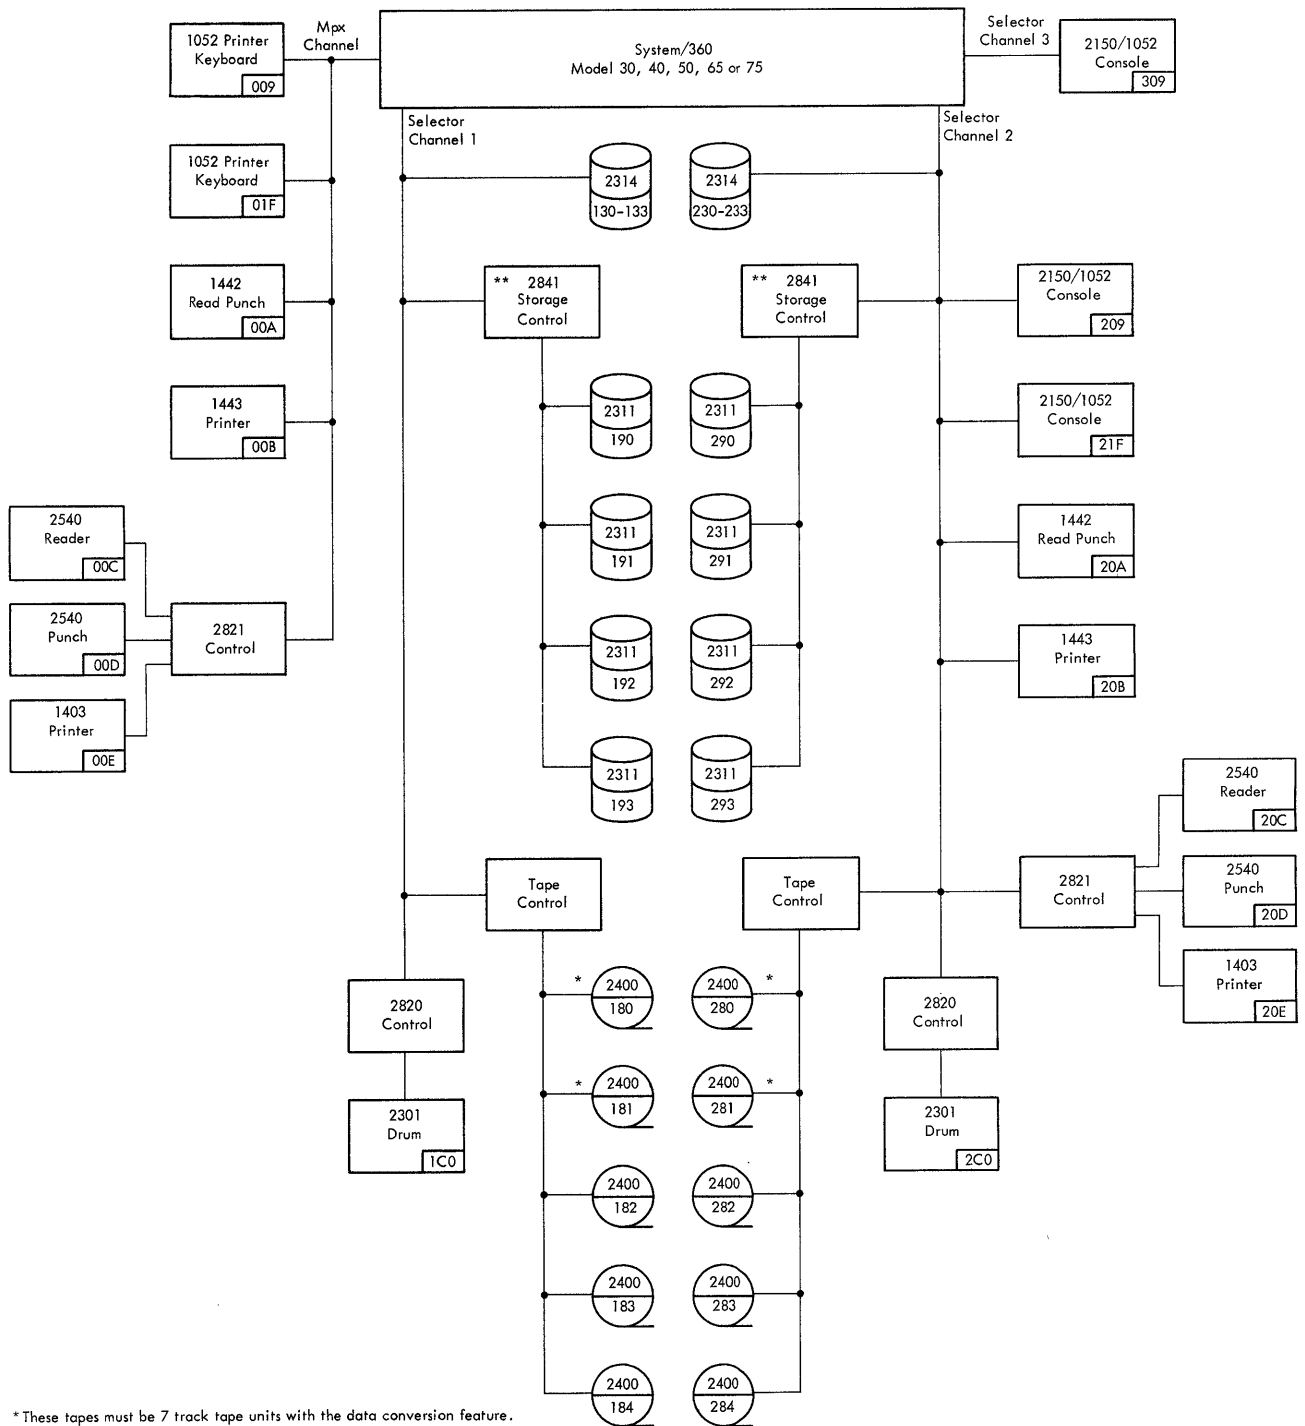 1052 Printer
Keyboard
009
Mpx
Channel
System/360
Model 30, 40, 50, 65 or 75
Selector
Channel 3
2150/1052
Console
309
Selector
Channel 1
Selector
Channel 2
1052 Printer
Keyboard
01F
2314
130-133
2314
230-233
1442
Read Punch
00A
** 2841
Storage
Control
** 2841
Storage
Control
2150/1052
Console
209
1443
Printer
00B
2311
190
2311
290
2150/1052
Console
21F
2540
Reader
00C
2311
191
2311
291
1442
Read Punch
20A
2540
Punch
00D
2821
Control
2311
192
2311
292
1443
Printer
20B
1403
Printer
00E
2311
193
2311
293
2540
Reader
20C
Tape
Control
Tape
Control
2821
Control
2540
Punch
20D
1403
Printer
20E
2820
Control
* 2400
180
2400 *
280
2820
Control
* 2400
181
2400 *
281
2301
Drum
1C0
2301
Drum
2C0
2400
182
2400
282
2400
183
2400
283
2400
184
2400
284
* These tapes must be 7 track tape units with the data conversion feature.